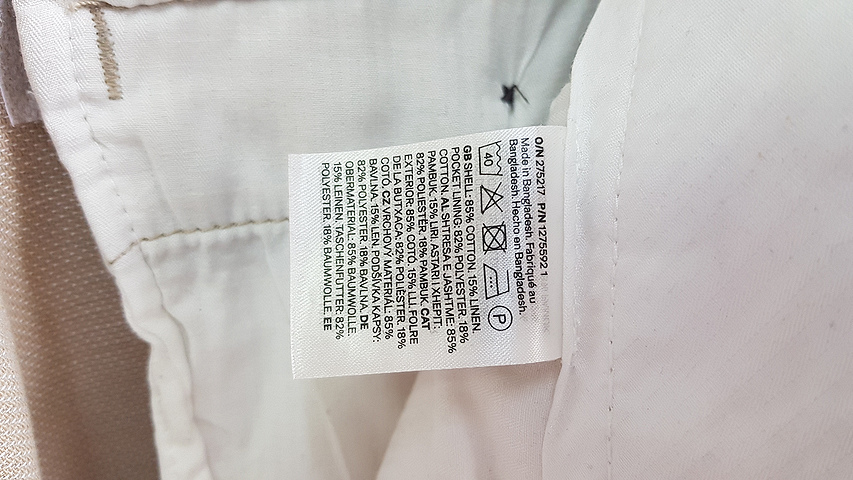 O/N 275217 P/N 1275592 1
Made in Bangladesh. Fabriqué au
Bangladesh. Hecho en Bangladesh.
40 P
GB SHELL: 85% COTTON. 15% LINEN.
POCKET LINING: 82% POLYESTER. 18%
COTTON. AL SHTRESA E JASHTME: 85%
PAMBUK. 15% LIRI. ASTARI I XHEPIT:
82% POLIESTËR. 18% PAMBUK. CAT
EXTERIOR: 85% COTÓ. 15% LLI. FOLRE
DE LA BUTXACA: 82% POLIÈSTER. 18%
COTÓ. CZ VRCHOVÝ MATERIÁL: 85%
BAVLNA. 15% LEN. PODŠÍVKA KAPSY:
82% POLYESTER. 18% BAVLNA. DE
OBERMATERIAL: 85% BAUMWOLLE.
15% LEINEN. TASCHENFUTTER: 82%
POLYESTER. 18% BAUMWOLLE. EE